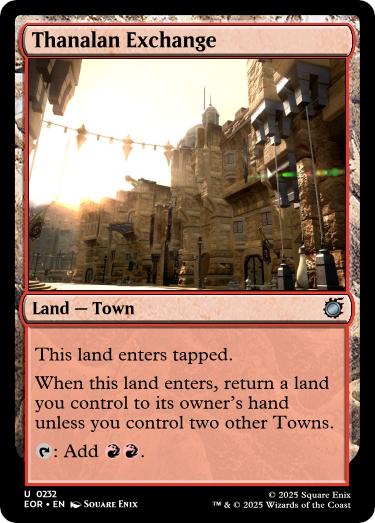 Thanalan Exchange
Land — Town
This land enters tapped.
When this land enters, return a land
you control to its owner's hand
unless you control two other Towns.
: Add .
U 0232
EOR • EN SQUARE ENIX
© 2025 Square Enix
™ & © 2025 Wizards of the Coast